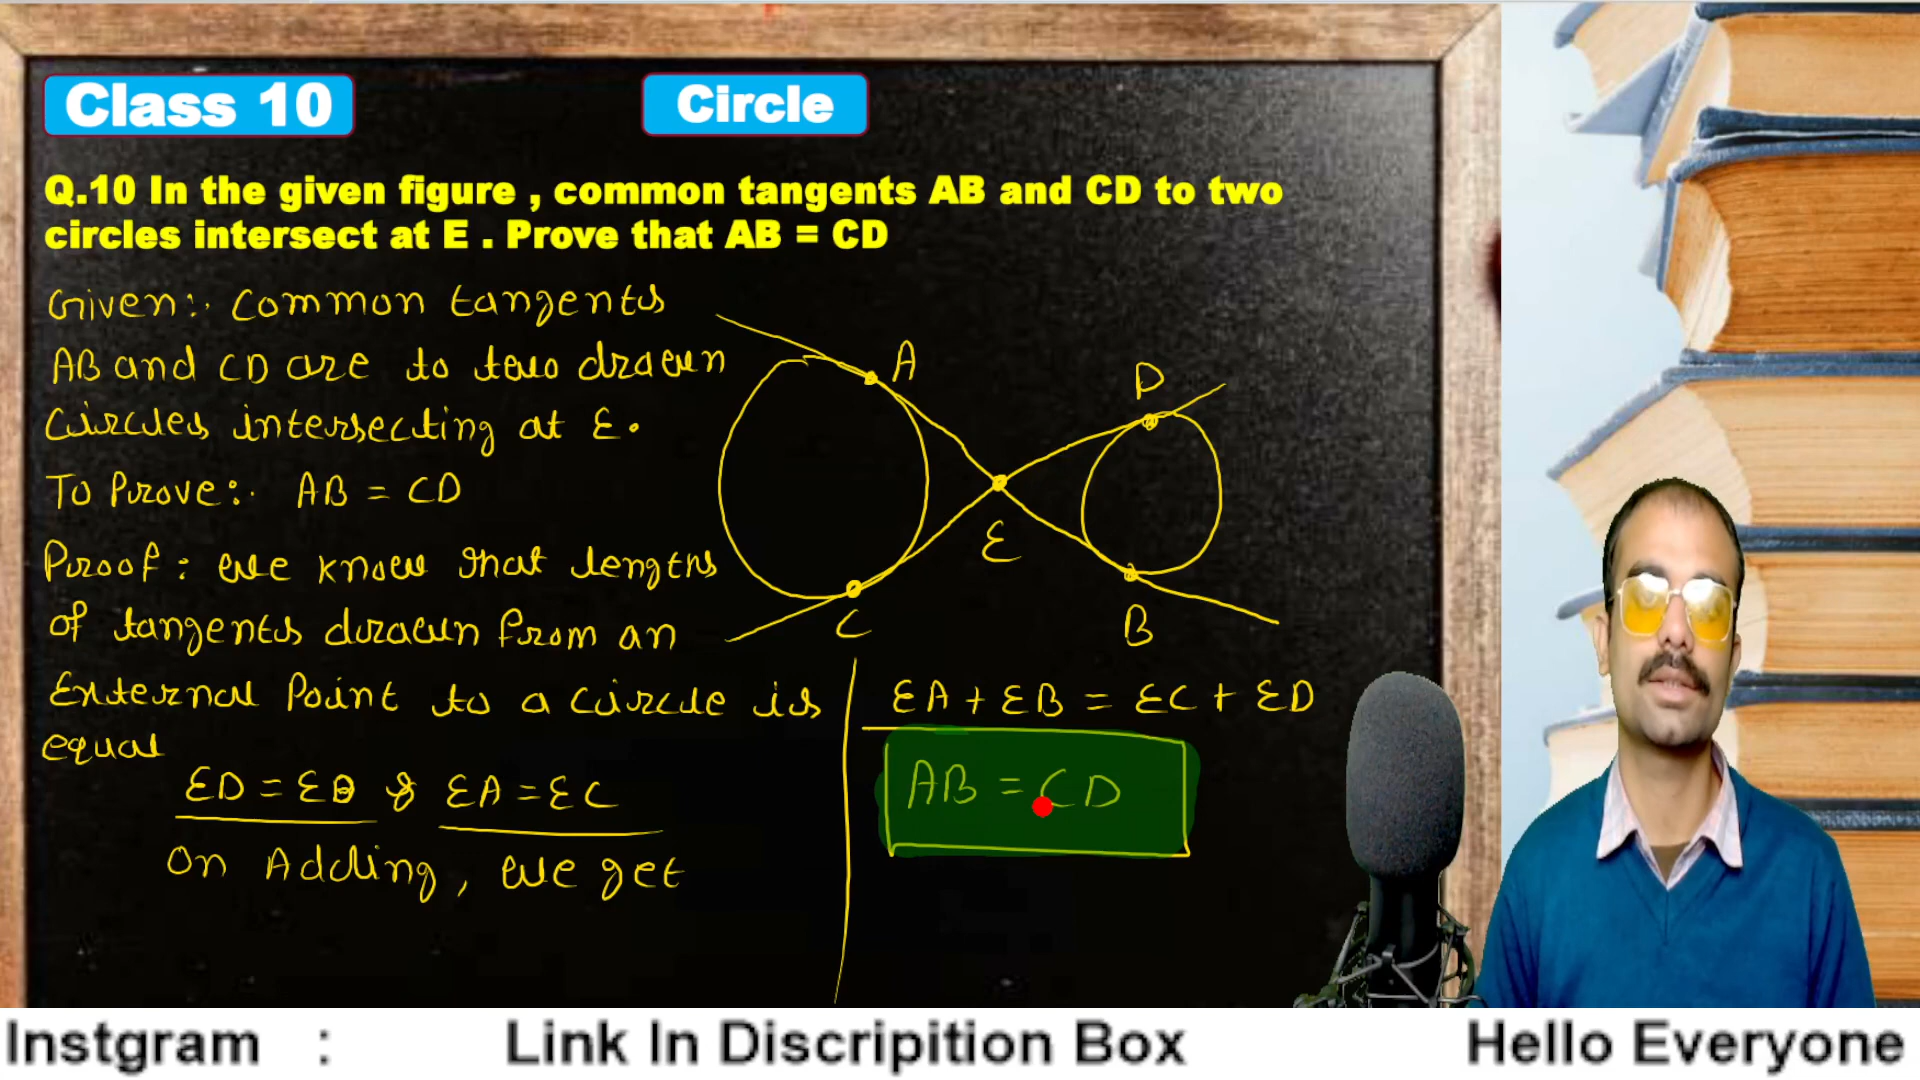 Class 10
Circle
Q.10 In the given figure , common tangents AB and CD to two
circles intersect at E . Prove that AB = CD
Given:. Common tangents
AB and CD are to two drawn
Circles intersecting at E.
To Prove:. AB = CD
Proof : we know that lengths
of tangents drawn from an
External Point to a circle is
equal
ED = EB & EA = EC
On Adding, we get
A
D
E
C
B
EA + EB = EC + ED
AB = CD
Instgram : Link In Discripition Box Hello Everyone